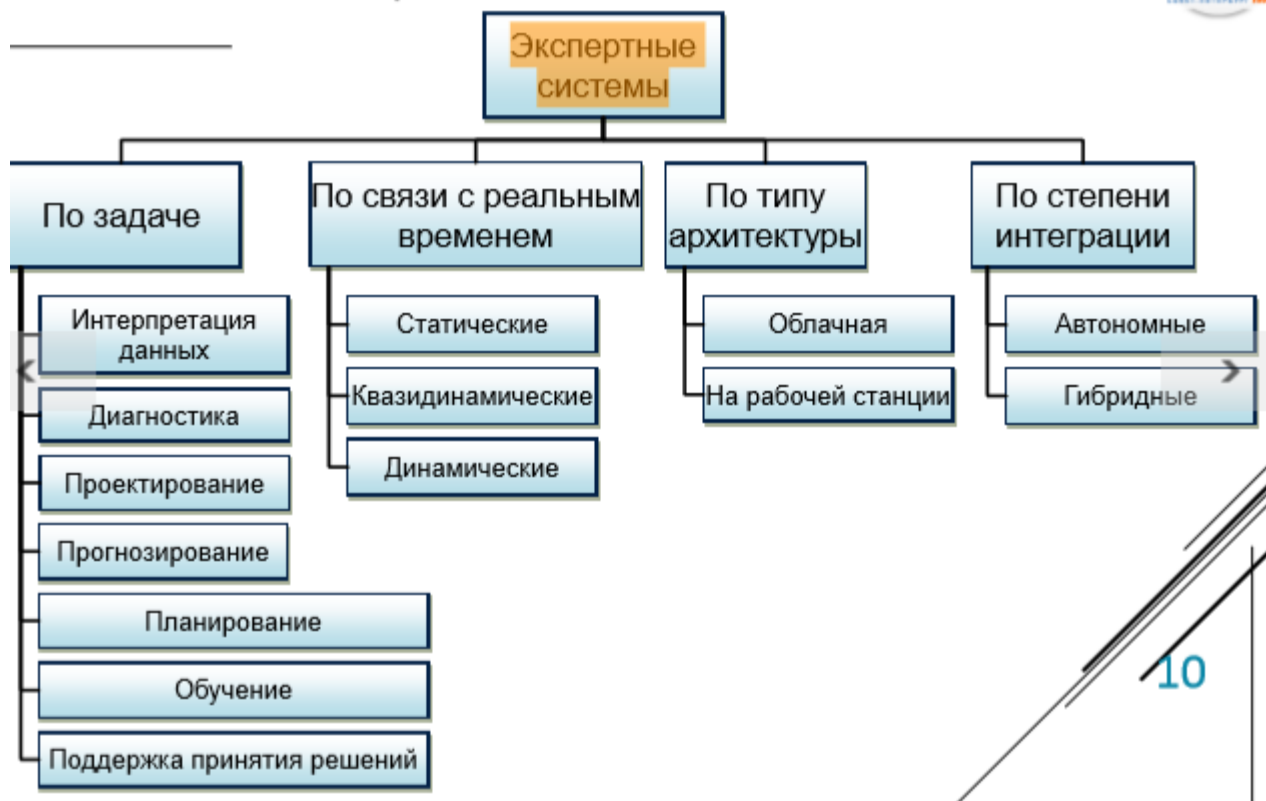 Экспертные
системы
По задаче
По связи с реальным
временем
По типу
архитектуры
По степени
интеграции
Интерпретация
данных
Диагностика
Проектирование
Прогнозирование
Планирование
Обучение
Поддержка принятия решений
Статические
Квазидинамические
Динамические
Облачная
На рабочей станции
Автономные
Гибридные
10